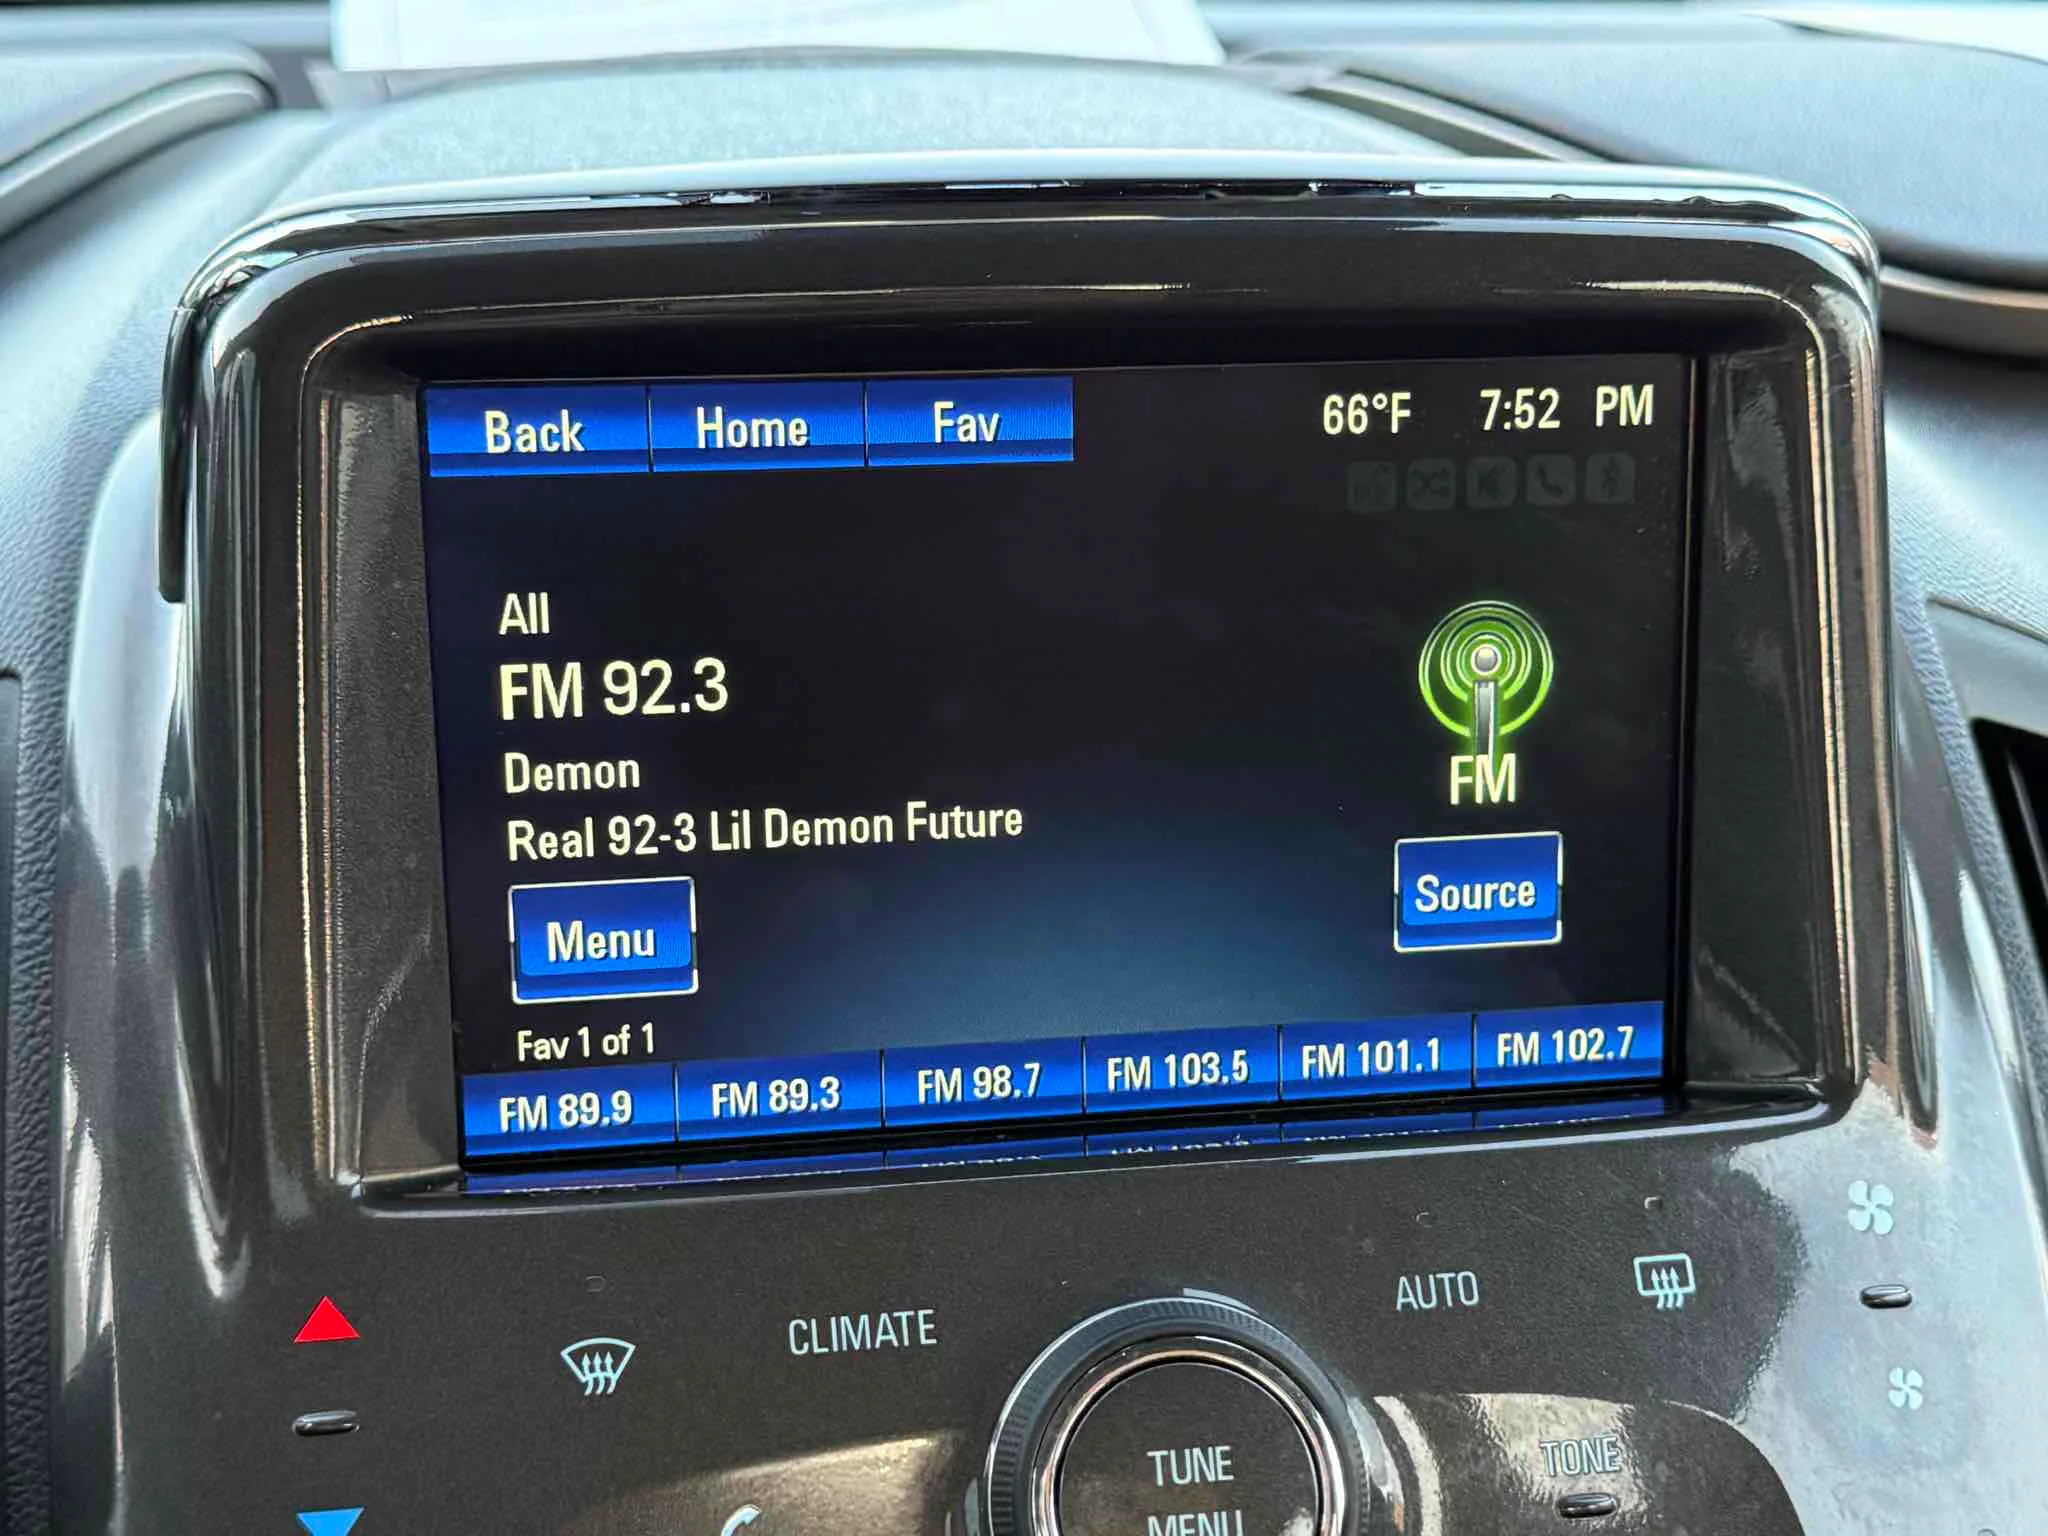 Back Home Fav 66°F 7:52 PM
All
FM 92.3
Demon
Real 92-3 Lil Demon Future
FM
Menu Source
Fav 1 of 1
FM 89.9 FM 89.3 FM 98.7 FM 103.5 FM 101.1 FM 102.7
CLIMATE AUTO
TUNE
MENU
TONE